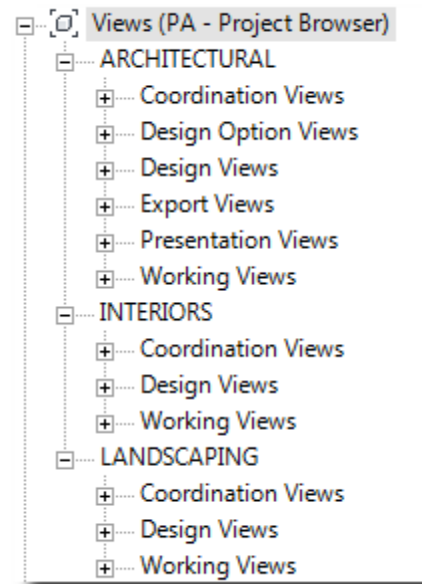 Views (PA - Project Browser)
ARCHITECTURAL
Coordination Views
Design Option Views
Design Views
Export Views
Presentation Views
Working Views
INTERIORS
Coordination Views
Design Views
Working Views
LANDSCAPING
Coordination Views
Design Views
Working Views